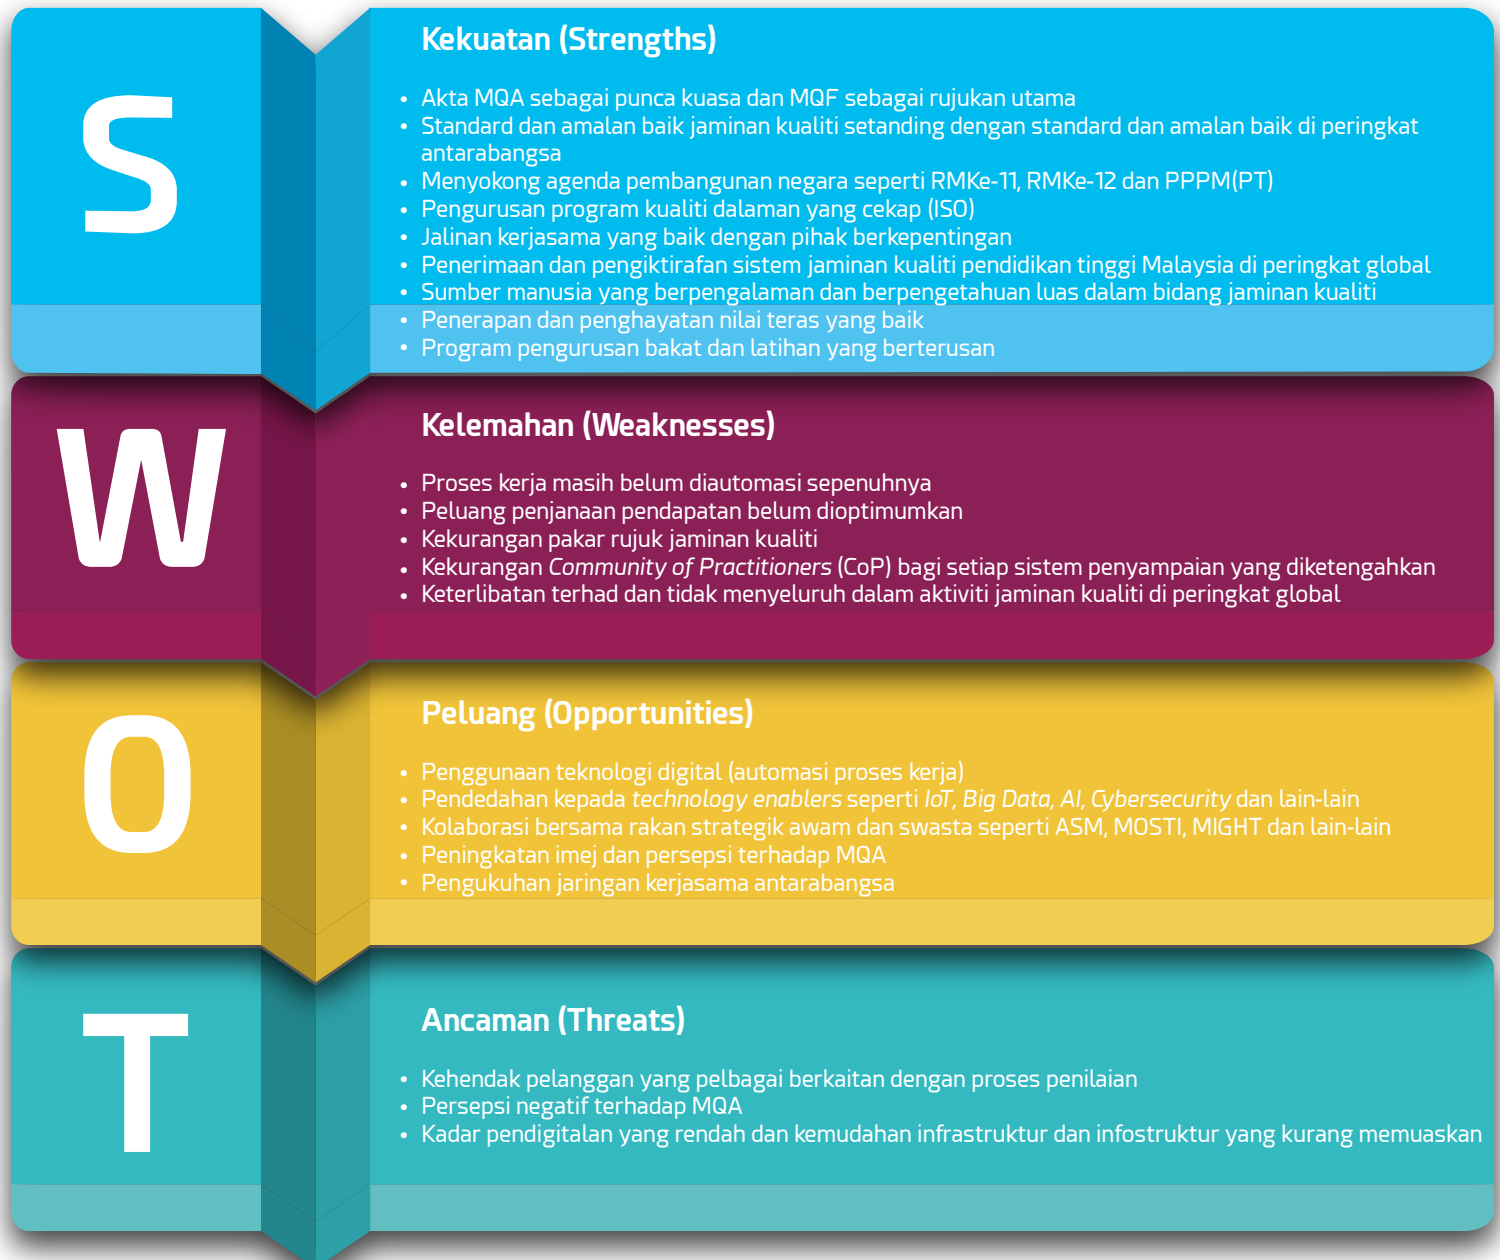 S
Kekuatan (Strengths)
• Akta MQA sebagai punca kuasa dan MQF sebagai rujukan utama
• Standard dan amalan baik jaminan kualiti setanding dengan standard dan amalan baik di peringkat
antarabangsa
• Menyokong agenda pembangunan negara seperti RMKe-11, RMKe-12 dan PPPM(PT)
• Pengurusan program kualiti dalaman yang cekap (ISO)
• Jalinan kerjasama yang baik dengan pihak berkepentingan
• Penerimaan dan pengiktirafan sistem jaminan kualiti pendidikan tinggi Malaysia di peringkat global
• Sumber manusia yang berpengalaman dan berpengetahuan luas dalam bidang jaminan kualiti
• Penerapan dan penghayatan nilai teras yang baik
• Program pengurusan bakat dan latihan yang berterusan
W
Kelemahan (Weaknesses)
• Proses kerja masih belum diautomasi sepenuhnya
• Peluang penjanaan pendapatan belum dioptimumkan
• Kekurangan pakar rujuk jaminan kualiti
• Kekurangan Community of Practitioners (CoP) bagi setiap sistem penyampaian yang diketengahkan
• Keterlibatan terhad dan tidak menyeluruh dalam aktiviti jaminan kualiti di peringkat global
O
Peluang (Opportunities)
• Penggunaan teknologi digital (automasi proses kerja)
• Pendedahan kepada technology enablers seperti IoT, Big Data, AI, Cybersecurity dan lain-lain
• Kolaborasi bersama rakan strategik awam dan swasta seperti ASM, MOSTI, MIGHT dan lain-lain
• Peningkatan imej dan persepsi terhadap MQA
• Pengukuhan jaringan kerjasama antarabangsa
T
Ancaman (Threats)
• Kehendak pelanggan yang pelbagai berkaitan dengan proses penilaian
• Persepsi negatif terhadap MQA
• Kadar pendigitalan yang rendah dan kemudahan infrastruktur dan infostruktur yang kurang memuaskan